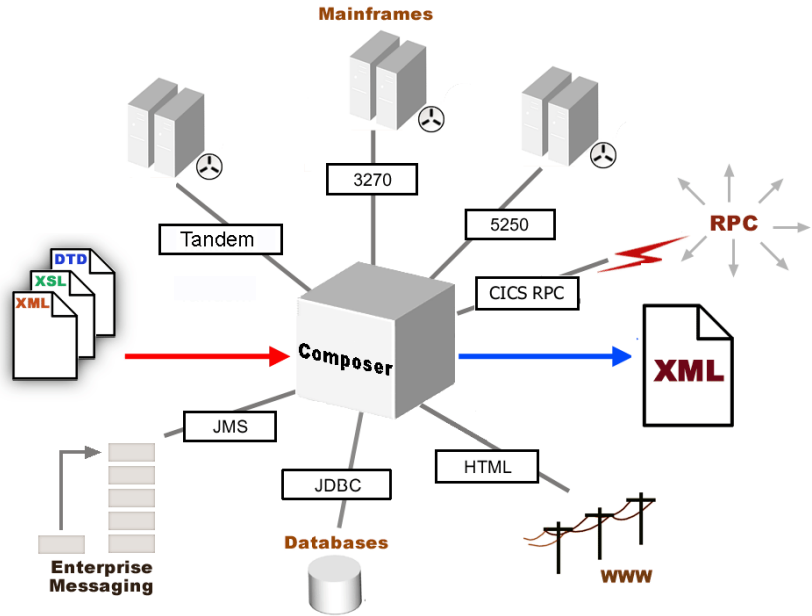 Mainframes
3270
Tandem
5250
RPC
CICS RPC
DTD
XSL
XML
Composer
XML
JMS
HTML
JDBC
Databases
Enterprise
Messaging
WWW